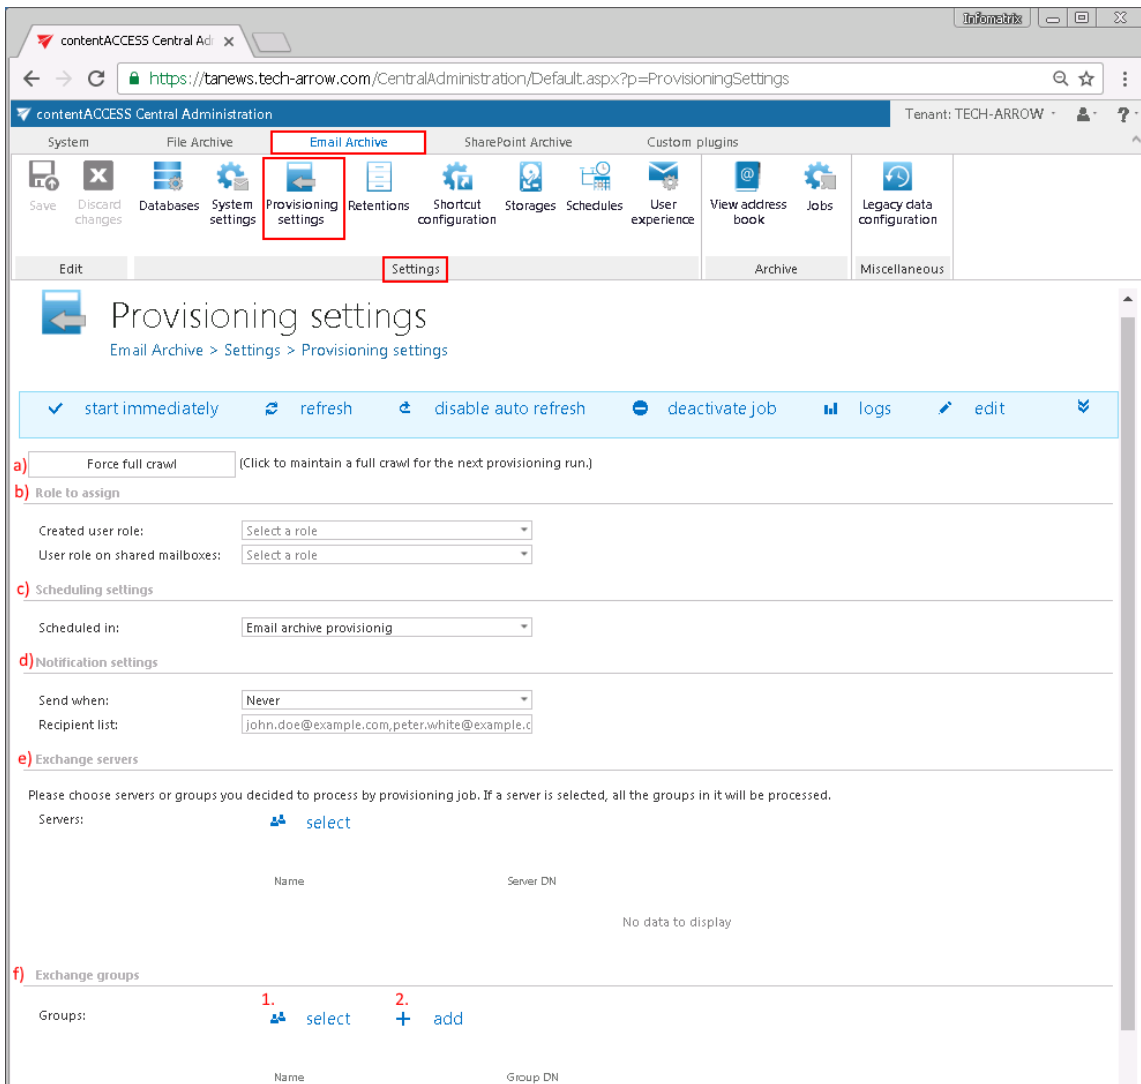 Infomatrix
contentACCESS Central Adr
https://tanews.tech-arrow.com/CentralAdministration/Default.aspx?p=ProvisioningSettings
contentACCESS Central Administration
Tenant: TECH-ARROW
?
System File Archive Email Archive SharePoint Archive Custom plugins
Save
Discard changes
Databases
System settings
Provisioning settings
Retentions
Shortcut configuration
Storages
Schedules
User experience
View address book
Jobs
Legacy data configuration
Edit Settings Archive Miscellaneous
Provisioning settings
Email Archive > Settings > Provisioning settings
start immediately refresh disable auto refresh deactivate job logs edit
a) Force full crawl (Click to maintain a full crawl for the next provisioning run.)
b) Role to assign
Created user role: Select a role
User role on shared mailboxes: Select a role
c) Scheduling settings
Scheduled in: Email archive provisionig
d) Notification settings
Send when: Never
Recipient list: john.doe@example.com,peter.white@example.c
e) Exchange servers
Please choose servers or groups you decided to process by provisioning job. If a server is selected, all the groups in it will be processed.
Servers: select
Name Server DN
No data to display
f) Exchange groups
1. 2.
Groups: select add
Name Group DN